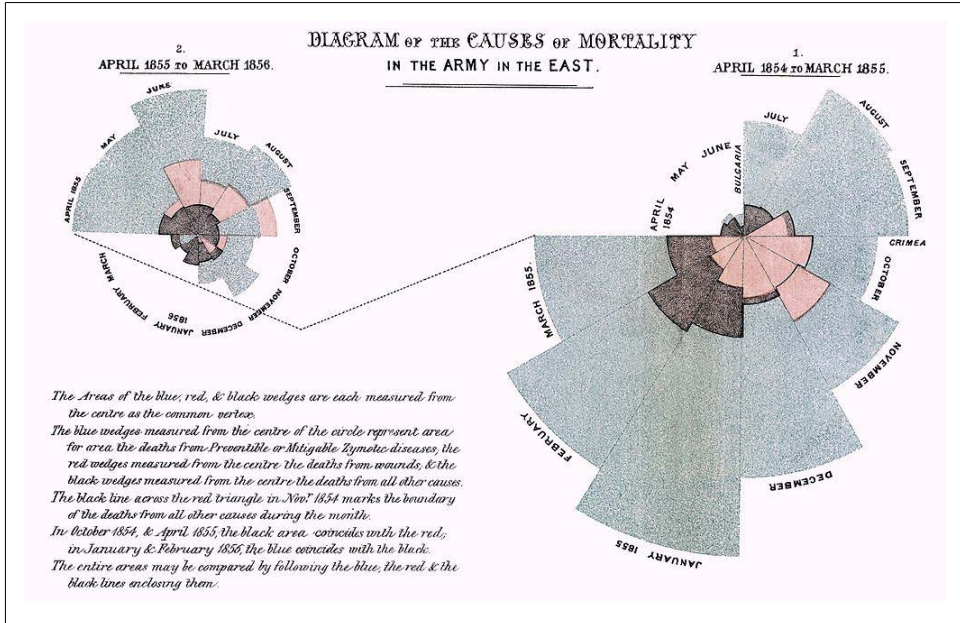 DIAGRAM OF THE CAUSES OF MORTALITY
IN THE ARMY IN THE EAST.
2.
APRIL 1855 TO MARCH 1856.
1.
APRIL 1854 TO MARCH 1855.
APRIL 1855
MAY
JUNE
JULY
AUGUST
SEPTEMBER
OCTOBER
NOVEMBER
DECEMBER
JANUARY
1856
FEBRUARY
MARCH
APRIL
1854
MAY
JUNE
BULGARIA
JULY
AUGUST
SEPTEMBER
CRIMEA
OCTOBER
NOVEMBER
DECEMBER
JANUARY 1855
FEBRUARY
MARCH 1855.
The Areas of the blue, red, & black wedges are each measured from
the centre as the common vertex.
The blue wedges measured from the centre of the circle represent area
for area the deaths from Preventible or Mitigable Zymotic diseases, the
red wedges measured from the centre the deaths from wounds, & the
black wedges measured from the centre the deaths from all other causes.
The black line across the red triangle in Novr. 1854 marks the boundary
of the deaths from all other causes during the month.
In October 1854, & April 1855, the black area coincides with the red;
in January & February 1856, the blue coincides with the black.
The entire areas may be compared by following the blue, the red & the
black lines enclosing them.